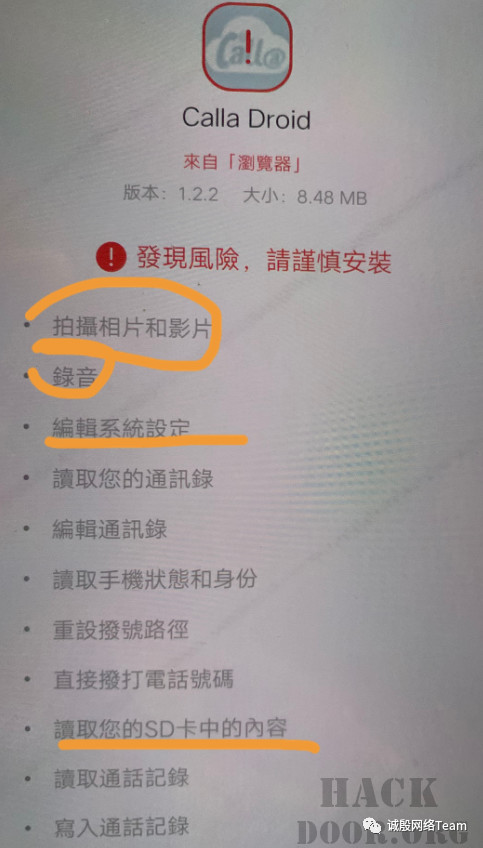 Call@
Calla Droid
來自「瀏覽器」
版本：1.2.2 大小：8.48 MB
! 發現風險，請謹慎安裝
• 拍攝相片和影片
• 錄音
• 編輯系統設定
• 讀取您的通訊錄
• 編輯通訊錄
• 讀取手機狀態和身份
• 重設撥號路徑
• 直接撥打電話號碼
• 讀取您的SD卡中的內容
• 讀取通話記錄
• 寫入通話記錄
HACK
DOOR.ORG
诚殷网络Team